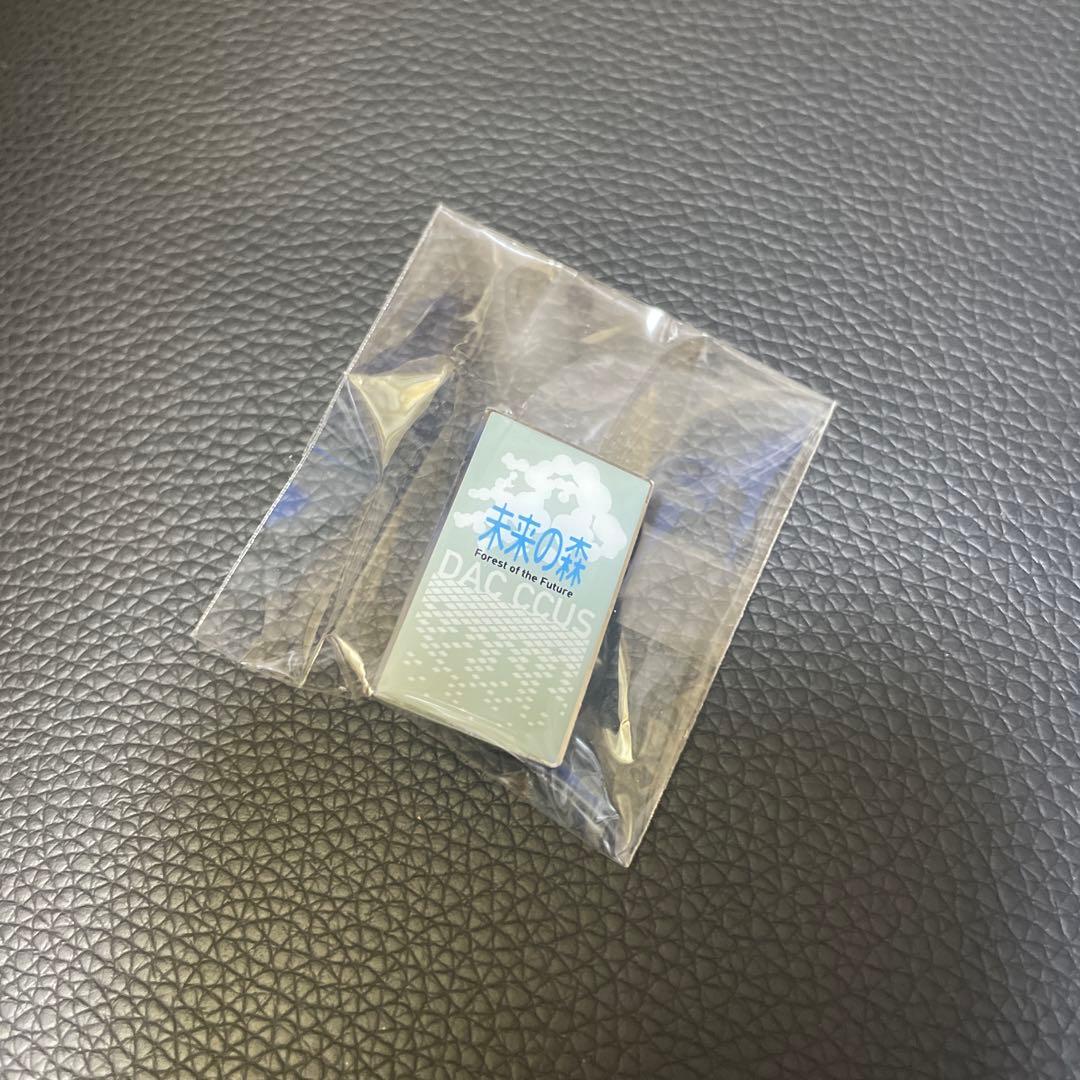 未来の森
Forest of the Future
DAC CCUS